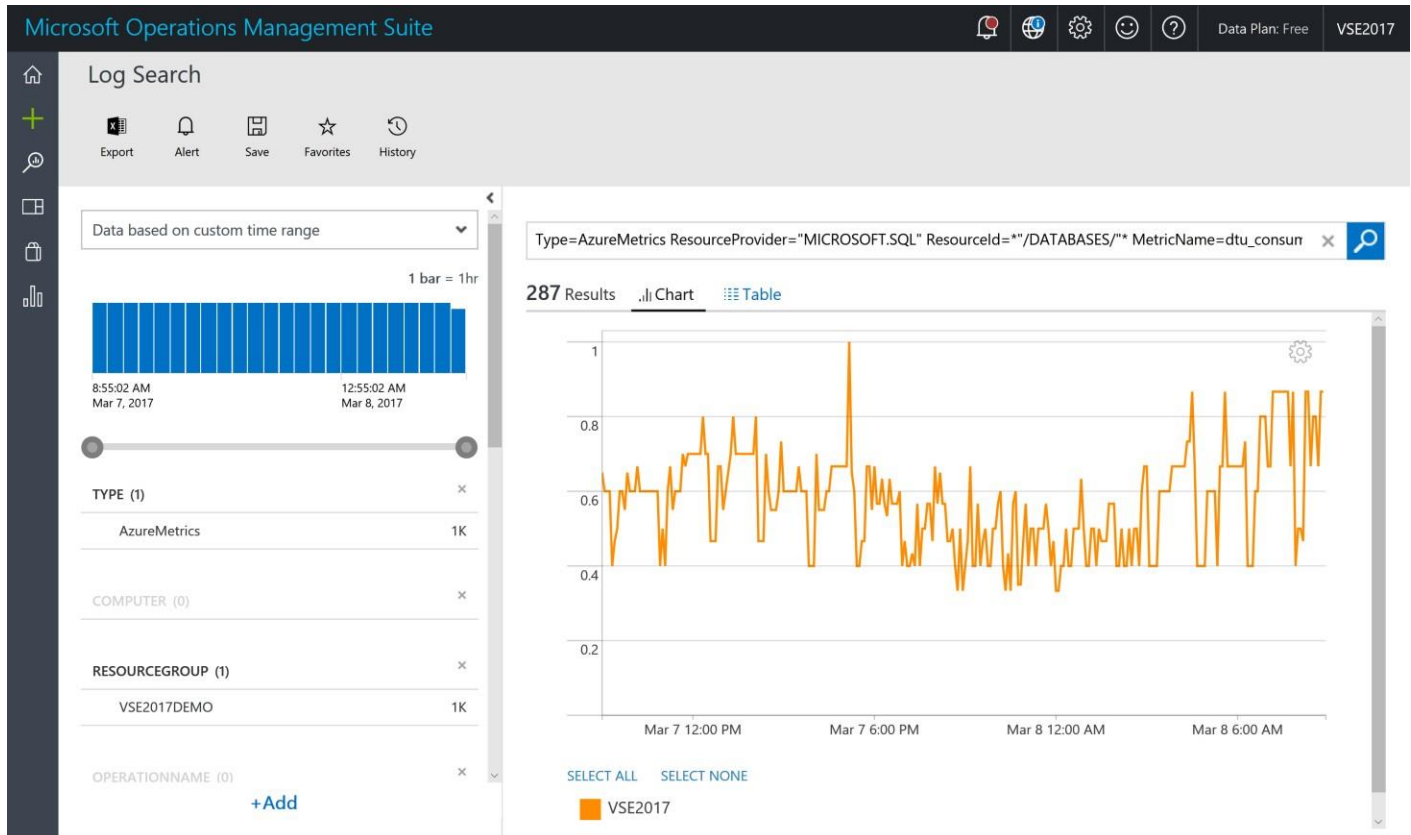 Microsoft Operations Management Suite
Data Plan: Free
VSE2017
Log Search
Export
Alert
Save
Favorites
History
Data based on custom time range
1 bar = 1hr
8:55:02 AM
Mar 7, 2017
12:55:02 AM
Mar 8, 2017
TYPE (1)
AzureMetrics 1K
COMPUTER (0)
RESOURCEGROUP (1)
VSE2017DEMO 1K
OPERATIONNAME (0)
+Add
Type=AzureMetrics ResourceProvider="MICROSOFT.SQL" ResourceId=*"/DATABASES/"* MetricName=dtu_consum
287 Results
Chart
Table
1
0.8
0.6
0.4
0.2
Mar 7 12:00 PM
Mar 7 6:00 PM
Mar 8 12:00 AM
Mar 8 6:00 AM
SELECT ALL
SELECT NONE
VSE2017